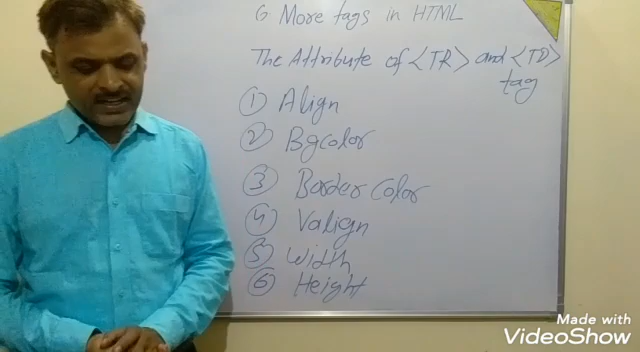 6 More tags in HTML
The Attribute of <TR> and <TD>
tag
① Align
② Bgcolor
③ Border color
④ Valign
⑤ Width
⑥ Height
Made with
VideoShow